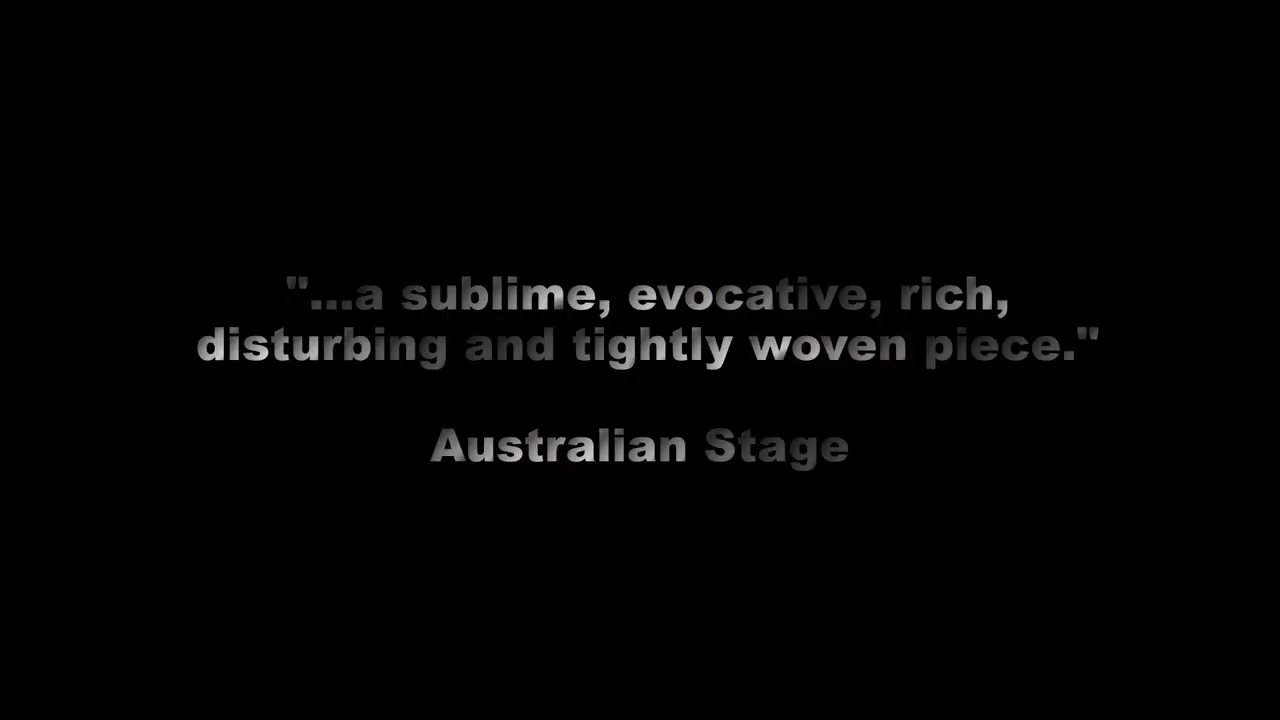 "...a sublime, evocative, rich,
disturbing and tightly woven piece."
Australian Stage